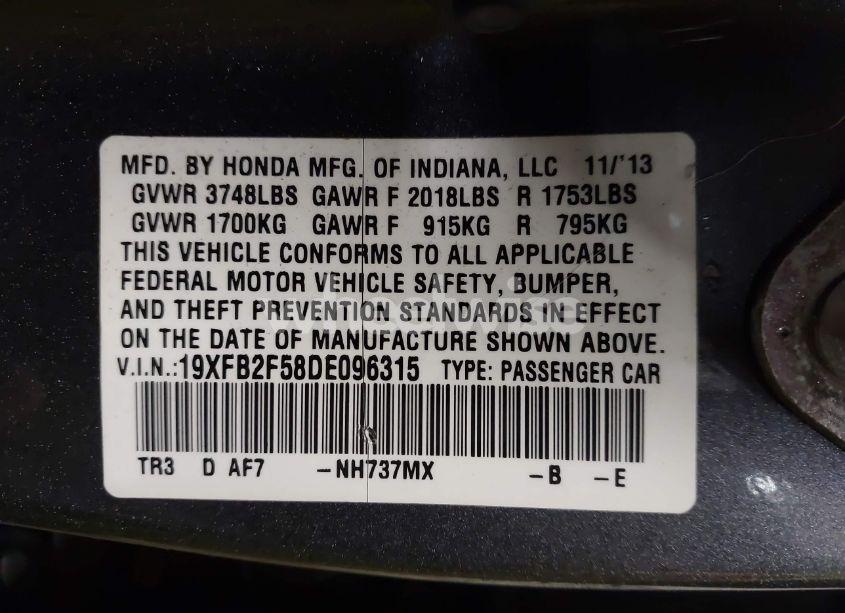 MFD. BY HONDA MFG. OF INDIANA, LLC 11/'13
GVWR 3748LBS GAWR F 2018LBS R 1753LBS
GVWR 1700KG GAWR F 915KG R 795KG
THIS VEHICLE CONFORMS TO ALL APPLICABLE
FEDERAL MOTOR VEHICLE SAFETY, BUMPER,
AND THEFT PREVENTION STANDARDS IN EFFECT
ON THE DATE OF MANUFACTURE SHOWN ABOVE.
V.I.N.:19XFB2F58DE096315 TYPE: PASSENGER CAR
TR3 D AF7 -NH737MX -B -E